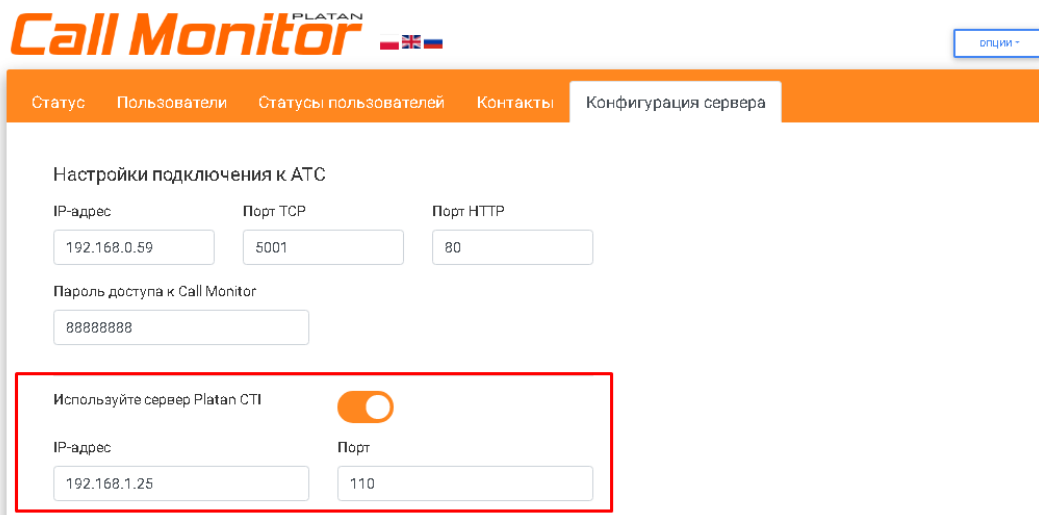 PLATAN
Call Monitor
опции
Статус Пользователи Статусы пользователей Контакты Конфигурация сервера
Настройки подключения к АТС
IP-адрес Порт TCP Порт HTTP
192.168.0.59 5001 80
Пароль доступа к Call Monitor
88888888
Используйте сервер Platan CTI
IP-адрес Порт
192.168.1.25 110